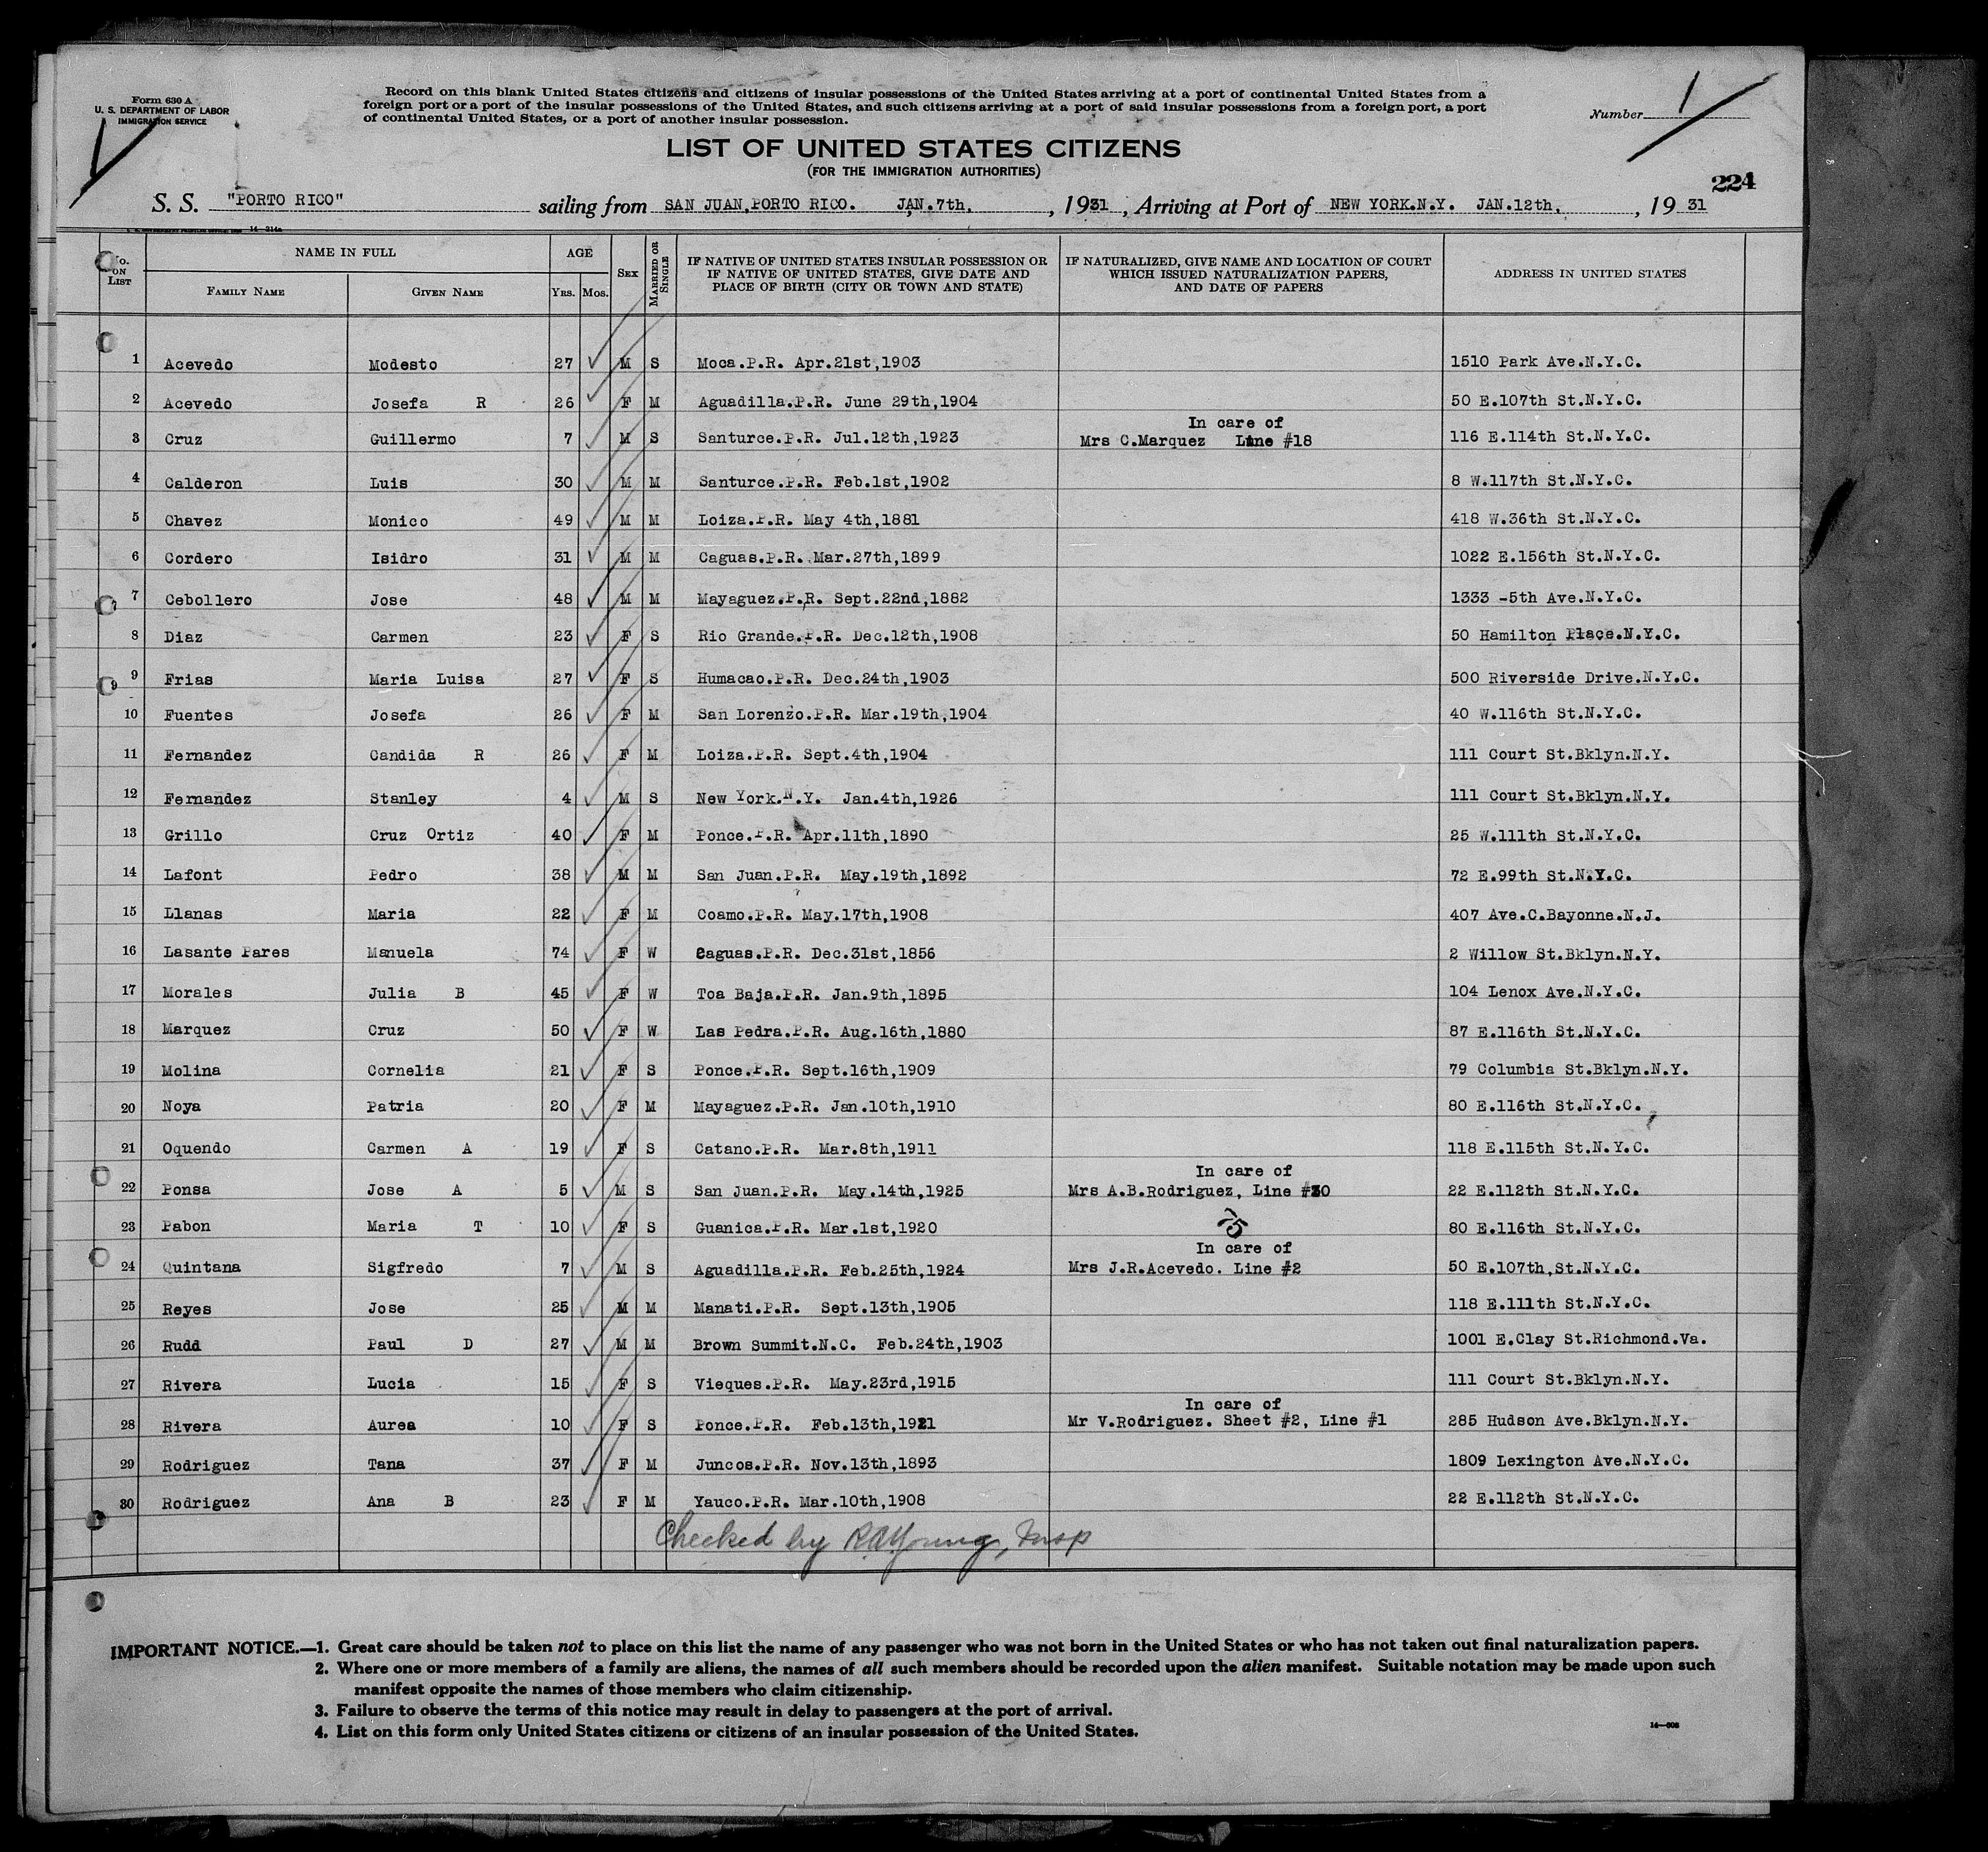 Form 630 A
U. S. DEPARTMENT OF LABOR
IMMIGRATION SERVICE
Record on this blank United States citizens and citizens of insular possessions of the United States arriving at a port of continental United States from a
foreign port or a port of the insular possessions of the United States, and such citizens arriving at a port of said insular possessions from a foreign port, a port
of continental United States, or a port of another insular possession.
Number 1
LIST OF UNITED STATES CITIZENS
(FOR THE IMMIGRATION AUTHORITIES)
224
S. S. "PORTO RICO" sailing from SAN JUAN,PORTO RICO. JAN.7th, , 1931 , Arriving at Port of NEW YORK.N.Y. JAN.12th, , 19 31
No. ON LIST
NAME IN FULL
FAMILY NAME GIVEN NAME
AGE
YRS. MOS.
SEX
MARRIED OR SINGLE
IF NATIVE OF UNITED STATES INSULAR POSSESSION OR
IF NATIVE OF UNITED STATES, GIVE DATE AND
PLACE OF BIRTH (CITY OR TOWN AND STATE)
IF NATURALIZED, GIVE NAME AND LOCATION OF COURT
WHICH ISSUED NATURALIZATION PAPERS,
AND DATE OF PAPERS
ADDRESS IN UNITED STATES
1 Acevedo Modesto 27 M S Moca.P.R. Apr.21st,1903 1510 Park Ave.N.Y.C.
2 Acevedo Josefa R 26 F M Aguadilla.P.R. June 29th,1904 50 E.107th St.N.Y.C.
In care of
3 Cruz Guillermo 7 M S Santurce.P.R. Jul.12th,1923 Mrs C.Marquez Line #18 116 E.114th St.N.Y.C.
4 Calderon Luis 30 M M Santurce.P.R. Feb.1st,1902 8 W.117th St.N.Y.C.
5 Chavez Monico 49 M M Loiza.P.R. May 4th,1881 418 W.36th St.N.Y.C.
6 Cordero Isidro 31 M M Caguas.P.R. Mar.27th,1899 1022 E.156th St.N.Y.C.
7 Cebollero Jose 48 M M Mayaguez.P.R. Sept.22nd,1882 1333 -5th Ave.N.Y.C.
8 Diaz Carmen 23 F S Rio Grande.P.R. Dec.12th,1908 50 Hamilton Place.N.Y.C.
9 Frias Maria Luisa 27 F S Humacao.P.R. Dec.24th,1903 500 Riverside Drive.N.Y.C.
10 Fuentes Josefa 26 F M San Lorenzo.P.R. Mar.19th,1904 40 W.116th St.N.Y.C.
11 Fernandez Candida R 26 F M Loiza.P.R. Sept.4th,1904 111 Court St.Bklyn.N.Y.
12 Fernandez Stanley 4 M S New York.N.Y. Jan.4th,1926 111 Court St.Bklyn.N.Y.
13 Grillo Cruz Ortiz 40 F M Ponce.P.R. Apr.11th,1890 25 W.111th St.N.Y.C.
14 Lafont Pedro 38 M M San Juan.P.R. May.19th,1892 72 E.99th St.N.Y.C.
15 Llanas Maria 22 F M Coamo.P.R. May.17th,1908 407 Ave.C.Bayonne.N.J.
16 Lasante Pares Manuela 74 F W Caguas.P.R. Dec.31st,1856 2 Willow St.Bklyn.N.Y.
17 Morales Julia B 45 F W Toa Baja.P.R. Jan.9th,1895 104 Lenox Ave.N.Y.C.
18 Marquez Cruz 50 F W Las Pedra.P.R. Aug.16th,1880 87 E.116th St.N.Y.C.
19 Molina Cornelia 21 F S Ponce.P.R. Sept.16th,1909 79 Columbia St.Bklyn.N.Y.
20 Noya Patria 20 F M Mayaguez.P.R. Jan.10th,1910 80 E.116th St.N.Y.C.
21 Oquendo Carmen A 19 F S Catano.P.R. Mar.8th,1911 118 E.115th St.N.Y.C.
In care of
22 Ponsa Jose A 5 M S San Juan.P.R. May.14th,1925 Mrs A.B.Rodriguez, Line #30 22 E.112th St.N.Y.C.
23 Pabon Maria T 10 F S Guanica.P.R. Mar.1st,1920 80 E.116th St.N.Y.C.
In care of
24 Quintana Sigfredo 7 M S Aguadilla.P.R. Feb.25th,1924 Mrs J.R.Acevedo. Line #2 50 E.107th,St.N.Y.C.
25 Reyes Jose 25 M M Manati.P.R. Sept.13th,1905 118 E.111th St.N.Y.C.
26 Rudd Paul D 27 M M Brown Summit.N.C. Feb.24th,1903 1001 E.Clay St.Richmond.Va.
27 Rivera Lucia 15 F S Vieques.P.R. May.23rd,1915 111 Court St.Bklyn.N.Y.
In care of
28 Rivera Aurea 10 F S Ponce.P.R. Feb.13th,1921 Mr V.Rodriguez. Sheet #2, Line #1 285 Hudson Ave.Bklyn.N.Y.
29 Rodriguez Tana 37 F M Juncos.P.R. Nov.13th,1893 1809 Lexington Ave.N.Y.C.
30 Rodriguez Ana B 23 F M Yauco.P.R. Mar.10th,1908 22 E.112th St.N.Y.C.
Checked by RAYoung, Insp
IMPORTANT NOTICE.—1. Great care should be taken not to place on this list the name of any passenger who was not born in the United States or who has not taken out final naturalization papers.
2. Where one or more members of a family are aliens, the names of all such members should be recorded upon the alien manifest. Suitable notation may be made upon such
manifest opposite the names of those members who claim citizenship.
3. Failure to observe the terms of this notice may result in delay to passengers at the port of arrival.
4. List on this form only United States citizens or citizens of an insular possession of the United States.